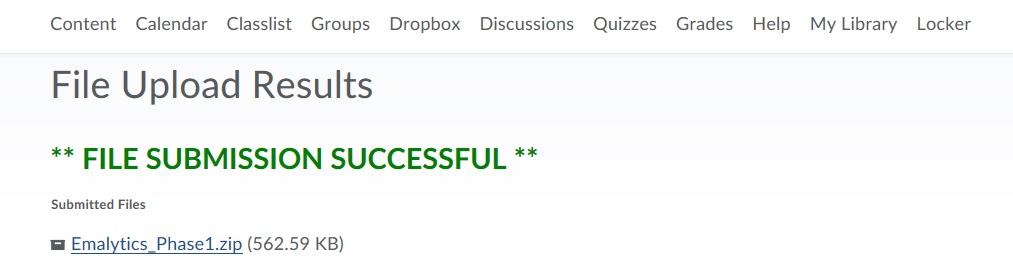 Content Calendar Classlist Groups Dropbox Discussions Quizzes Grades Help My Library Locker
File Upload Results
** FILE SUBMISSION SUCCESSFUL **
Submitted Files
Emalytics_Phase1.zip (562.59 KB)